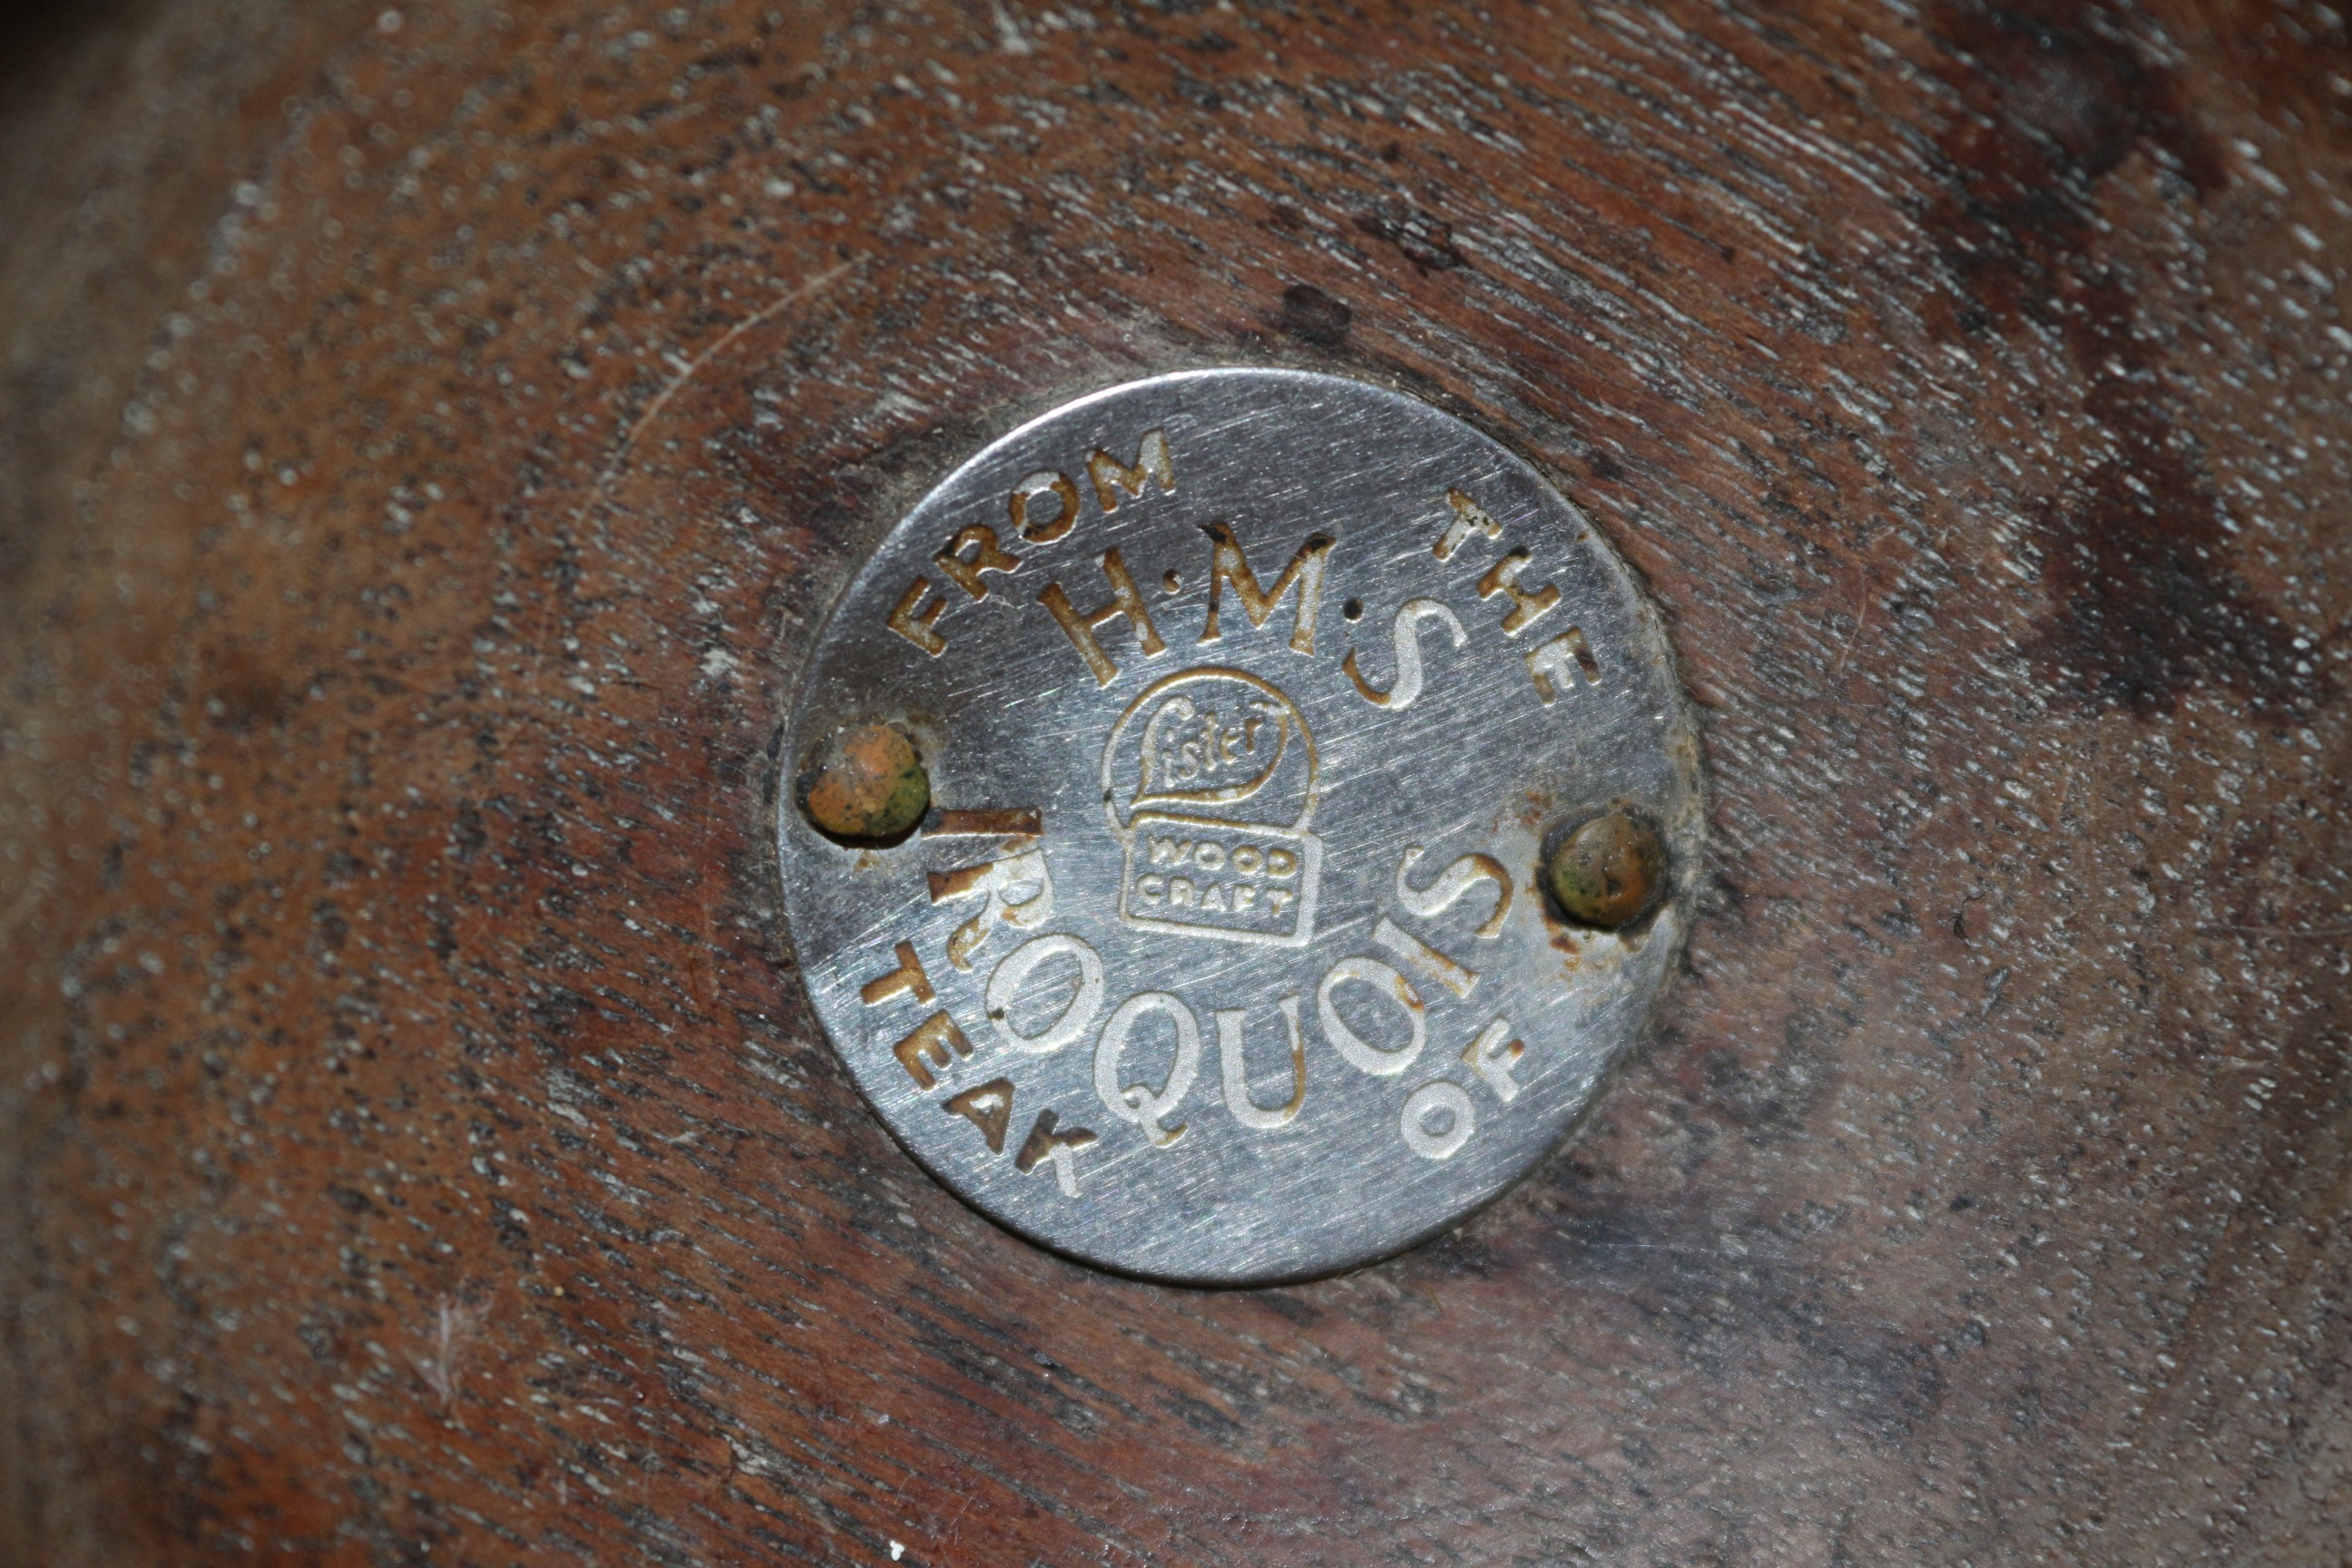 FROM THE
TEAK OF
H·M·S
IROQUOIS
Lister
WOOD
CRAFT